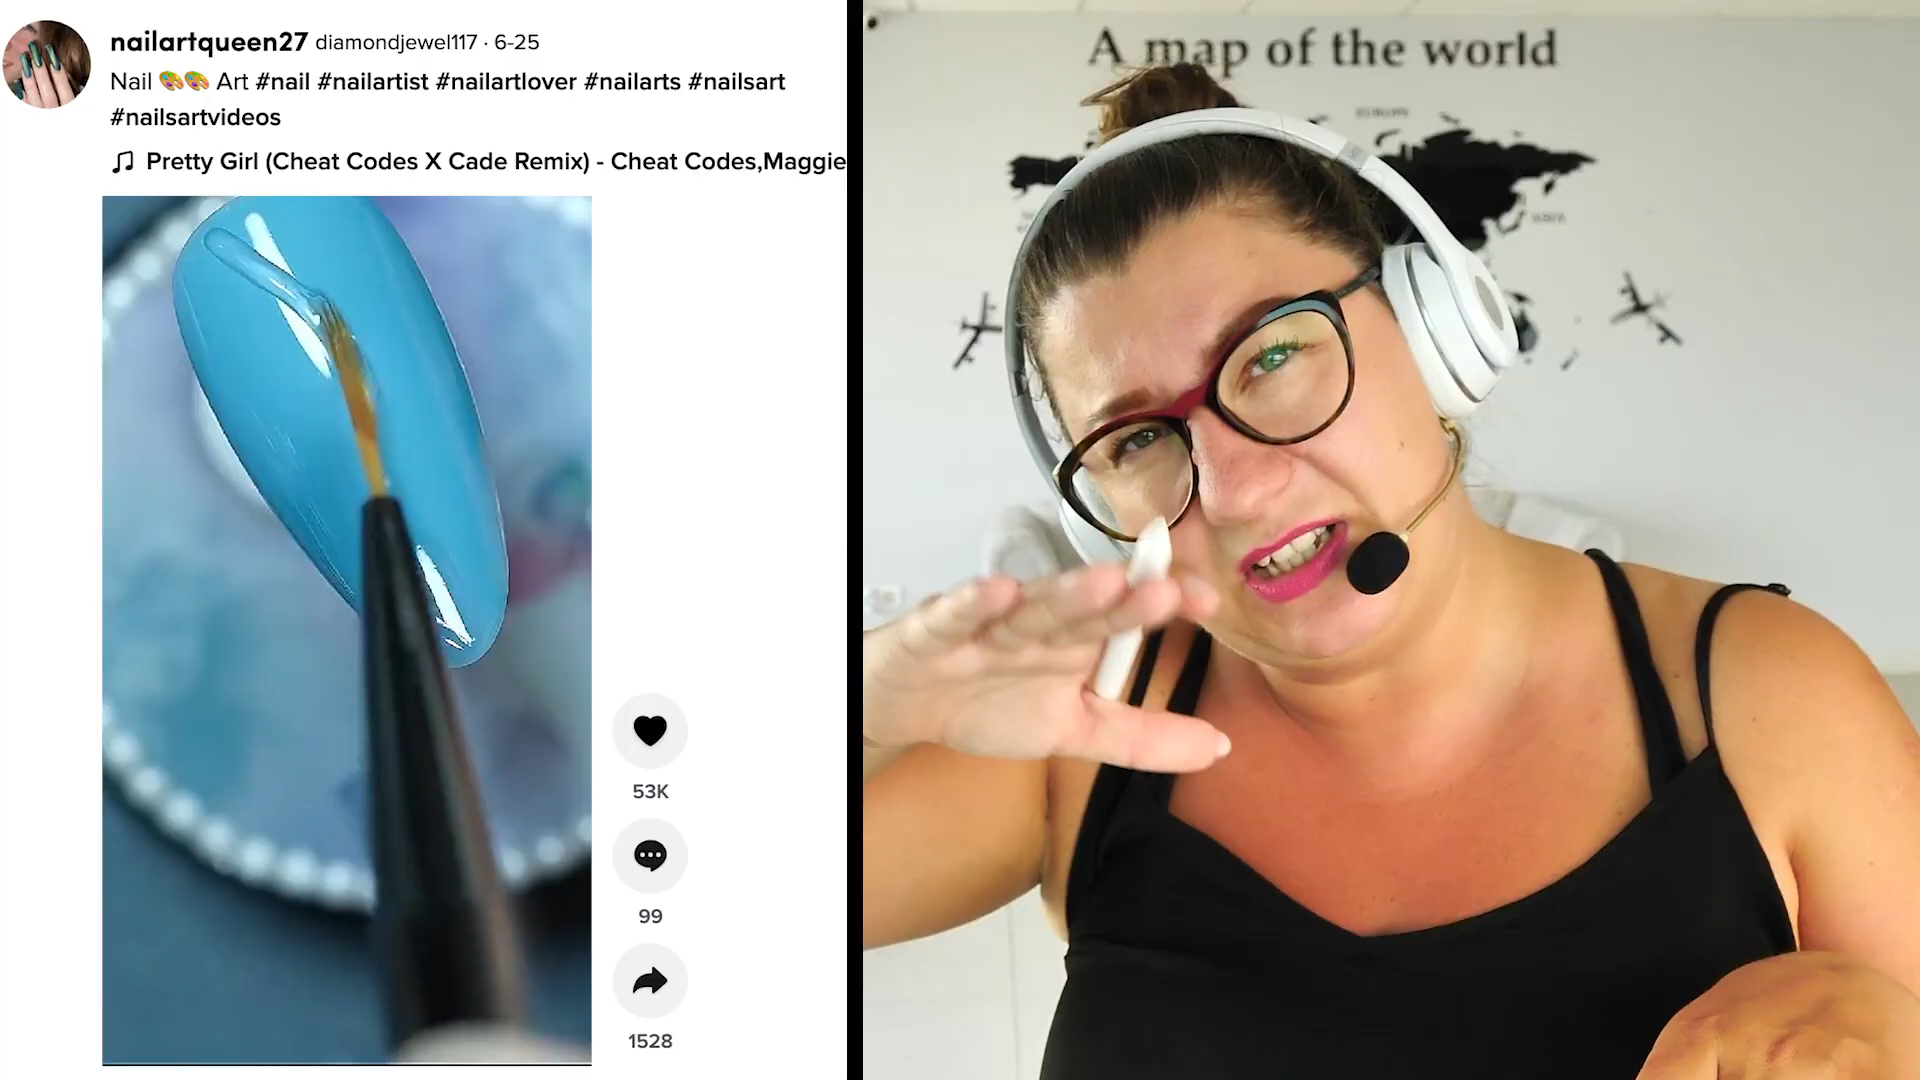 nailartqueen27 diamondjewel117 · 6-25
Nail 🎨🎨 Art #nail #nailartist #nailartlover #nailarts #nailsart
#nailsartvideos
Pretty Girl (Cheat Codes X Cade Remix) - Cheat Codes,Maggie
53K
99
1528
A map of the world
EUROPE